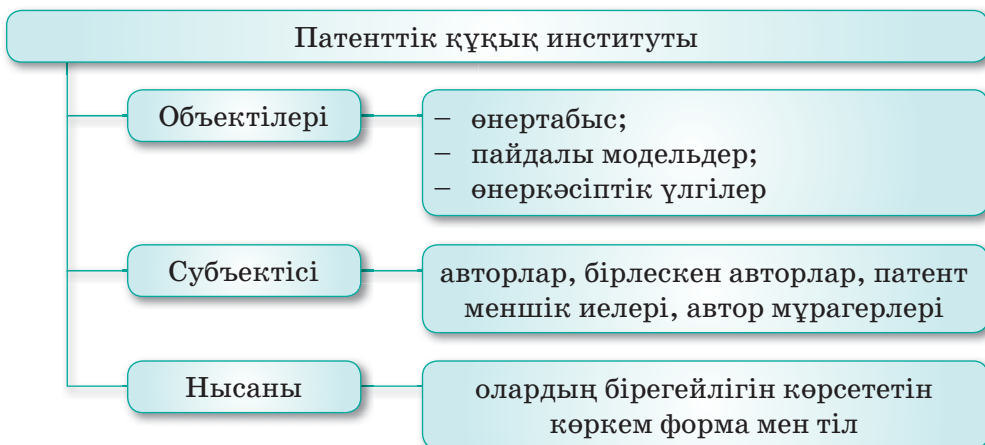 Патенттік құқық институты
Объектілері
– өнертабыс;
– пайдалы модельдер;
– өнеркәсіптік үлгілер
Субъектісі
авторлар, бірлескен авторлар, патент
меншік иелері, автор мұрагерлері
Нысаны
олардың бірегейлігін көрсететін
көркем форма мен тіл